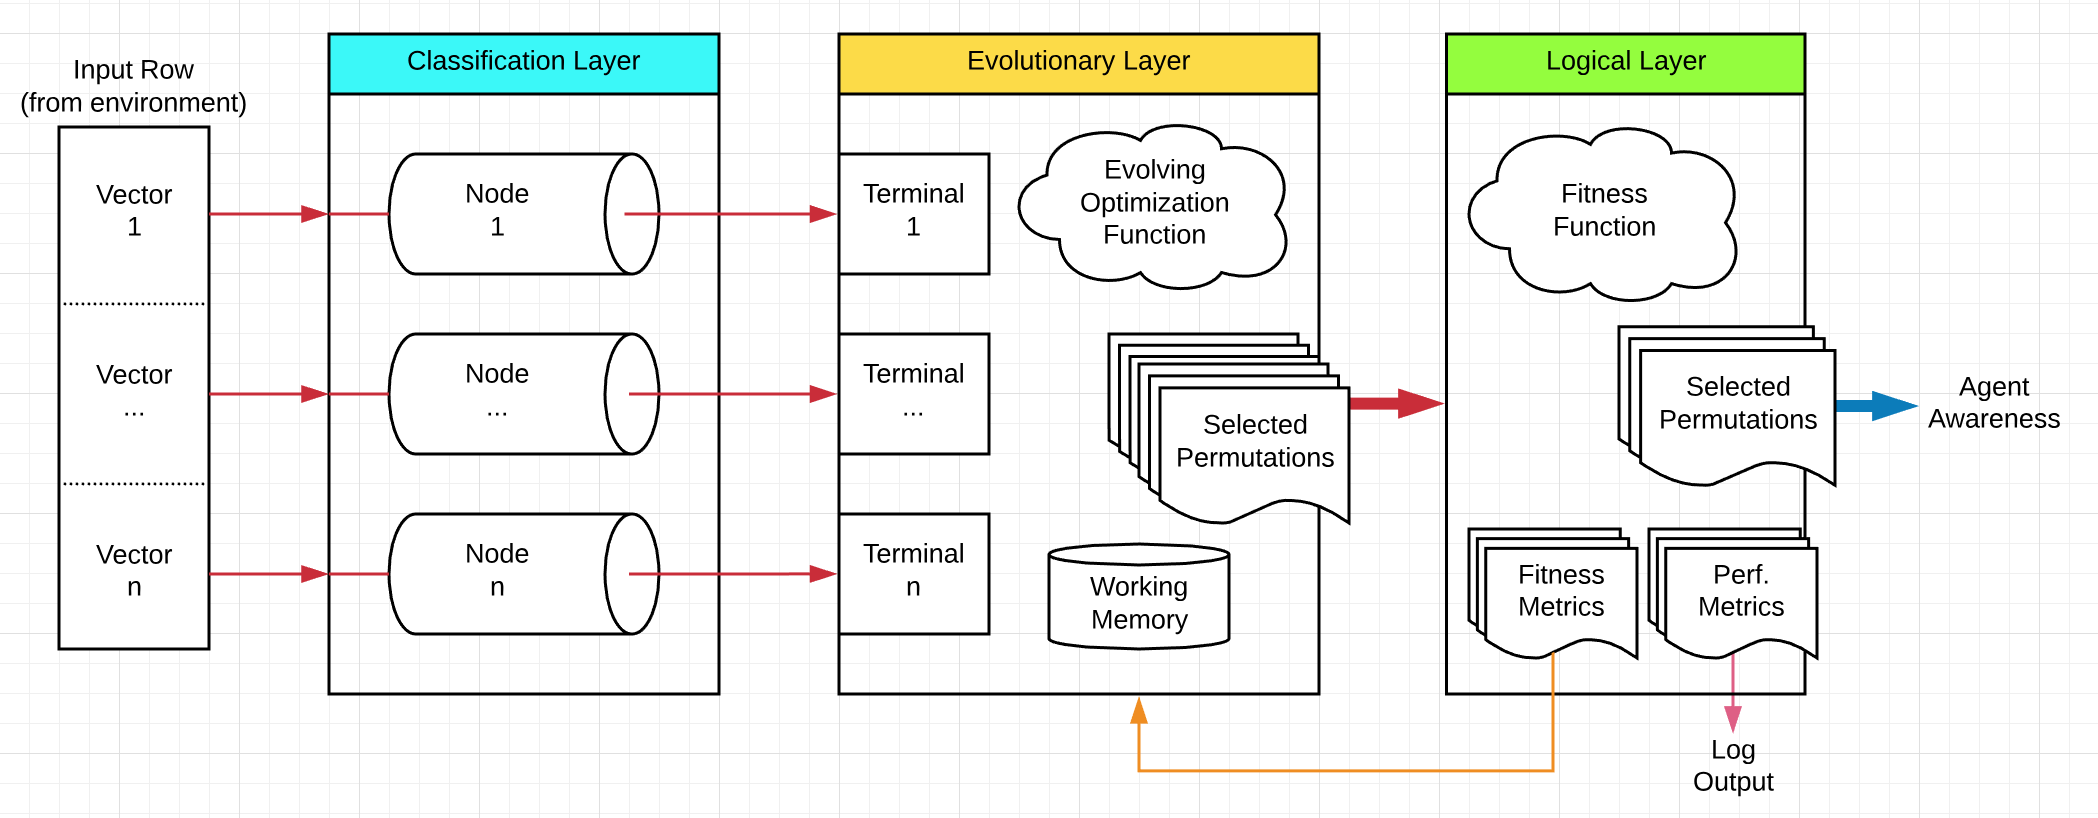 Input Row
(from environment)
Vector
1
Vector
...
Vector
n
Classification Layer
Node
1
Node
...
Node
n
Evolutionary Layer
Terminal
1
Terminal
...
Terminal
n
Evolving
Optimization
Function
Selected
Permutations
Working
Memory
Logical Layer
Fitness
Function
Selected
Permutations
Fitness
Metrics
Perf.
Metrics
Agent
Awareness
Log
Output